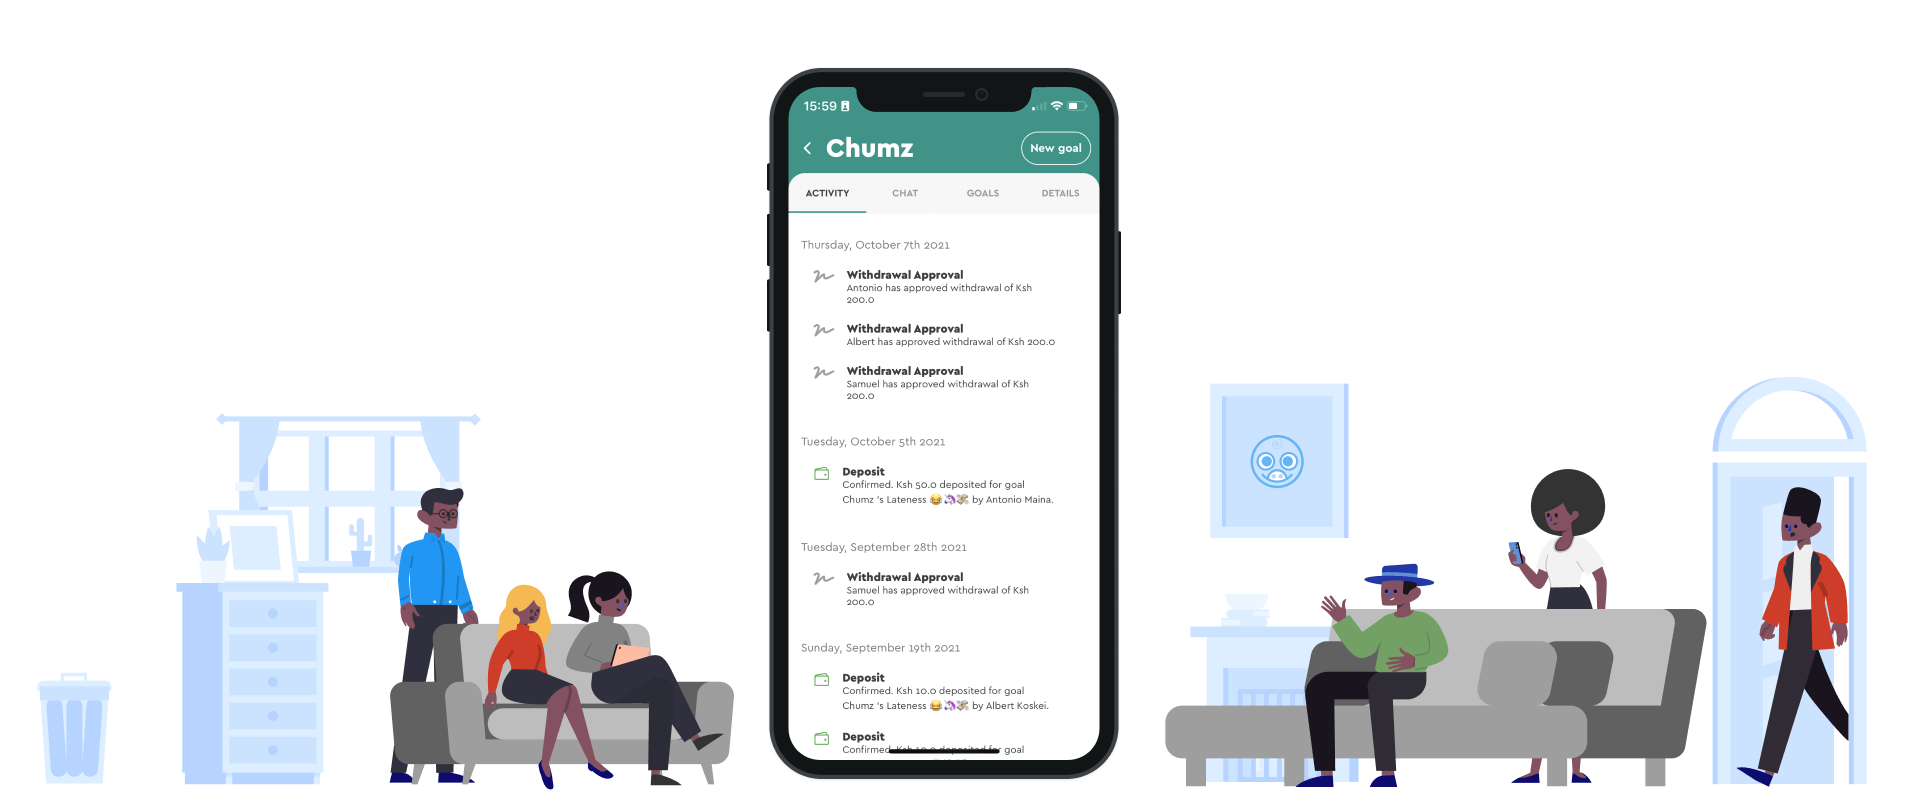 15:59
Chumz
New goal
ACTIVITY CHAT GOALS DETAILS
Thursday, October 7th 2021
Withdrawal Approval
Antonio has approved withdrawal of Ksh
200.0
Withdrawal Approval
Albert has approved withdrawal of Ksh 200.0
Withdrawal Approval
Samuel has approved withdrawal of Ksh
200.0
Tuesday, October 5th 2021
Deposit
Confirmed. Ksh 50.0 deposited for goal
Chumz 's Lateness 😂🦄💸 by Antonio Maina.
Tuesday, September 28th 2021
Withdrawal Approval
Samuel has approved withdrawal of Ksh
200.0
Sunday, September 19th 2021
Deposit
Confirmed. Ksh 10.0 deposited for goal
Chumz 's Lateness 😂🦄💸 by Albert Koskei.
Deposit
Confirmed. Ksh 10.0 deposited for goal